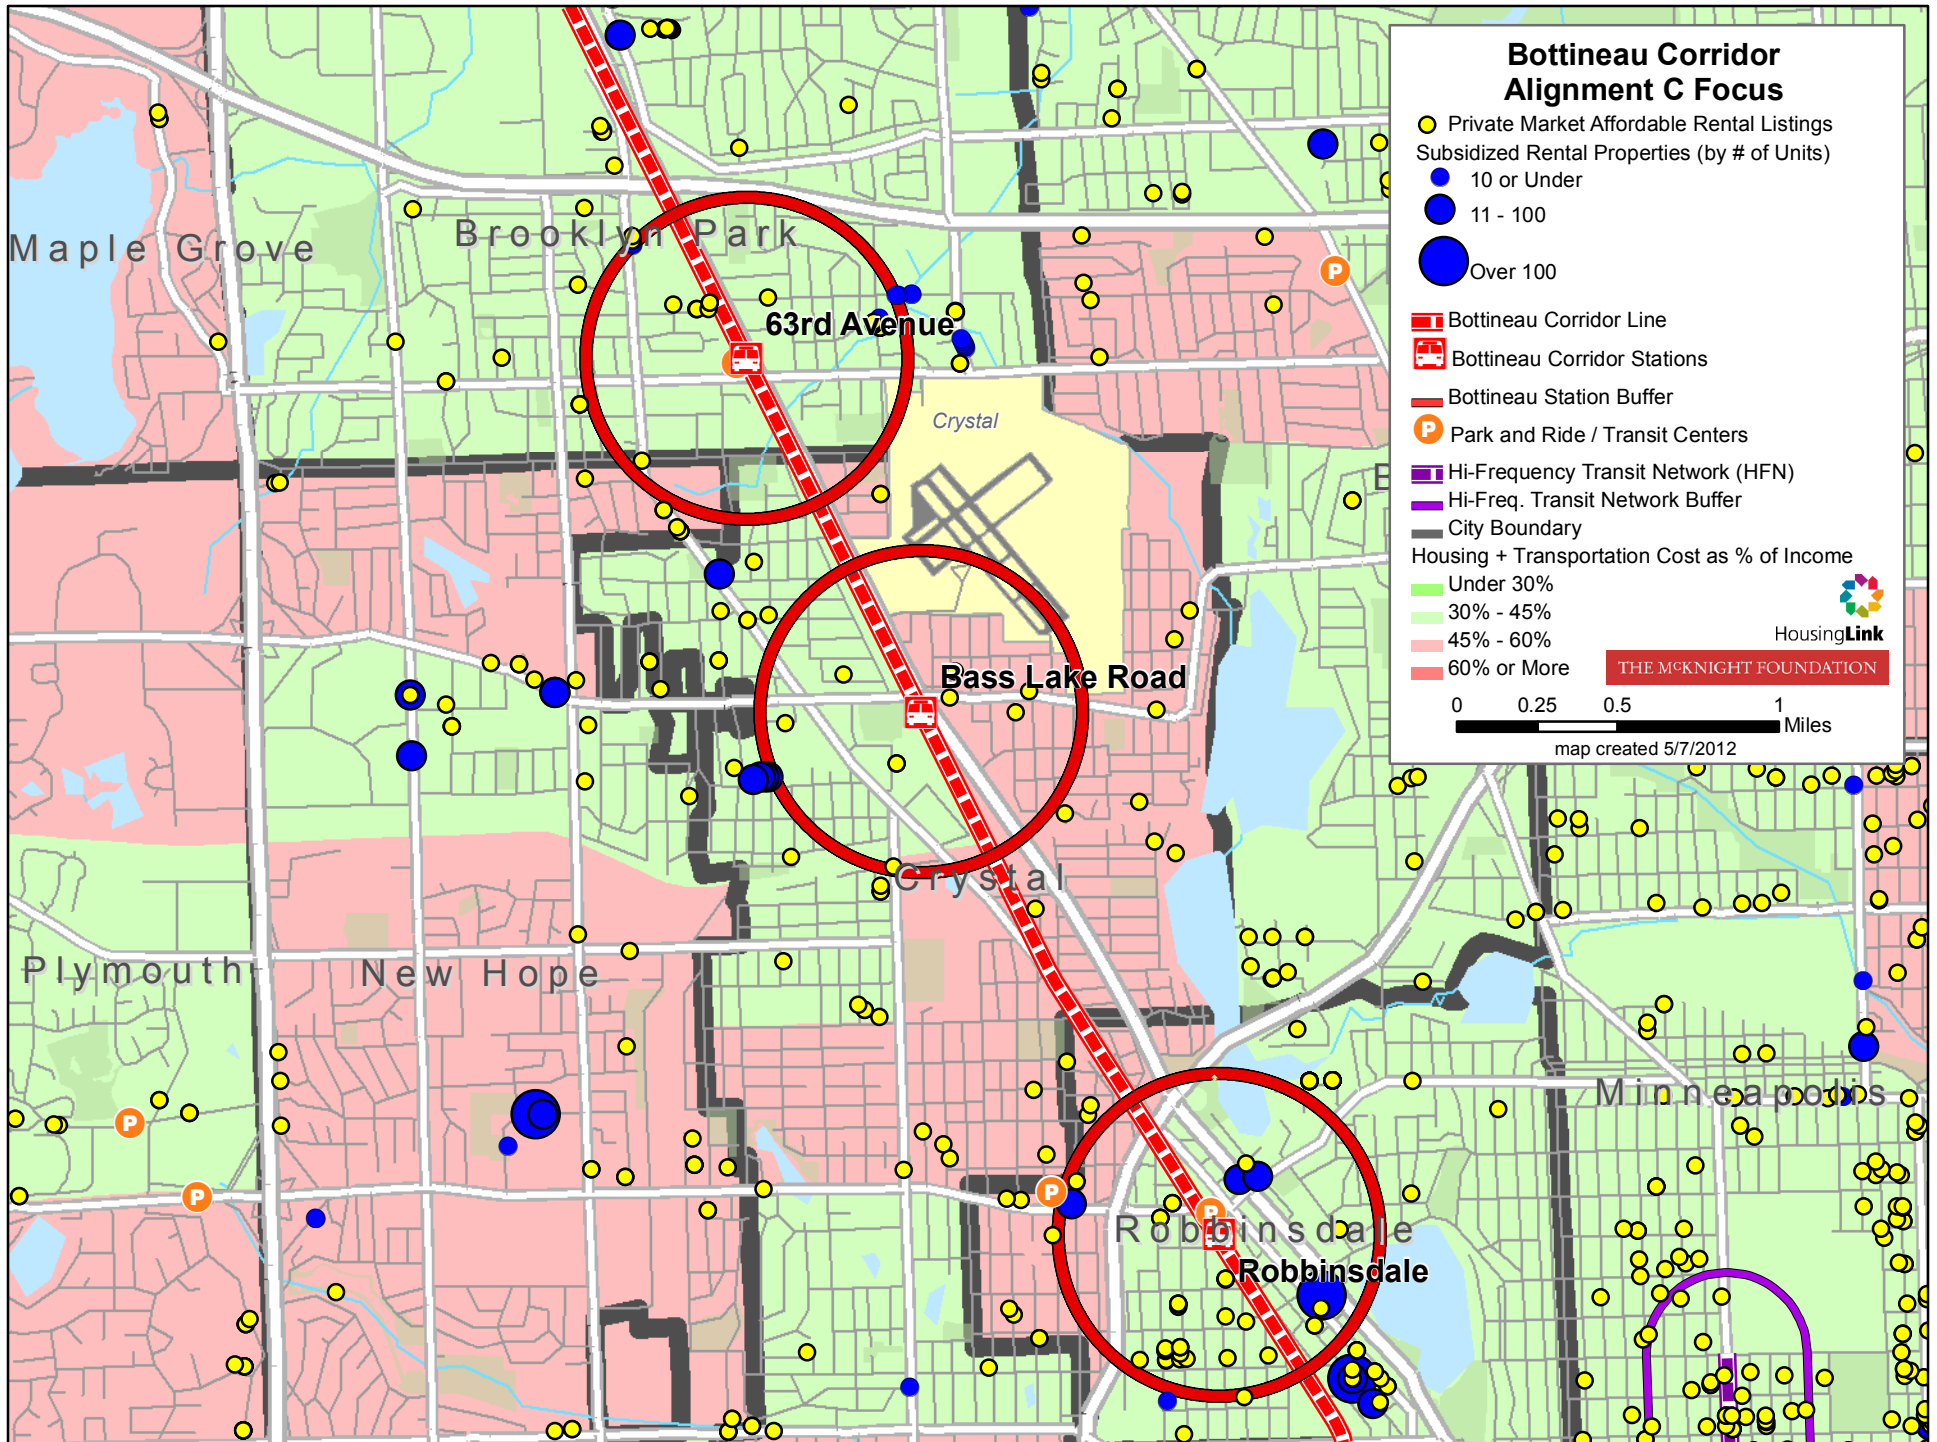 Bottineau Corridor
Alignment C Focus
Private Market Affordable Rental Listings
Subsidized Rental Properties (by # of Units)
10 or Under
11 - 100
Over 100
Bottineau Corridor Line
Bottineau Corridor Stations
Bottineau Station Buffer
P Park and Ride / Transit Centers
Hi-Frequency Transit Network (HFN)
Hi-Freq. Transit Network Buffer
City Boundary
Housing + Transportation Cost as % of Income
Under 30%
30% - 45%
45% - 60%
60% or More
HousingLink
THE McKNIGHT FOUNDATION
0 0.25 0.5 1
Miles
map created 5/7/2012
Maple Grove
Brooklyn Park
P
63rd Avenue
Crystal
B
Bass Lake Road
Crystal
Plymouth
New Hope
Minneapolis
P
P
P
P
Robbinsdale
Robbinsdale